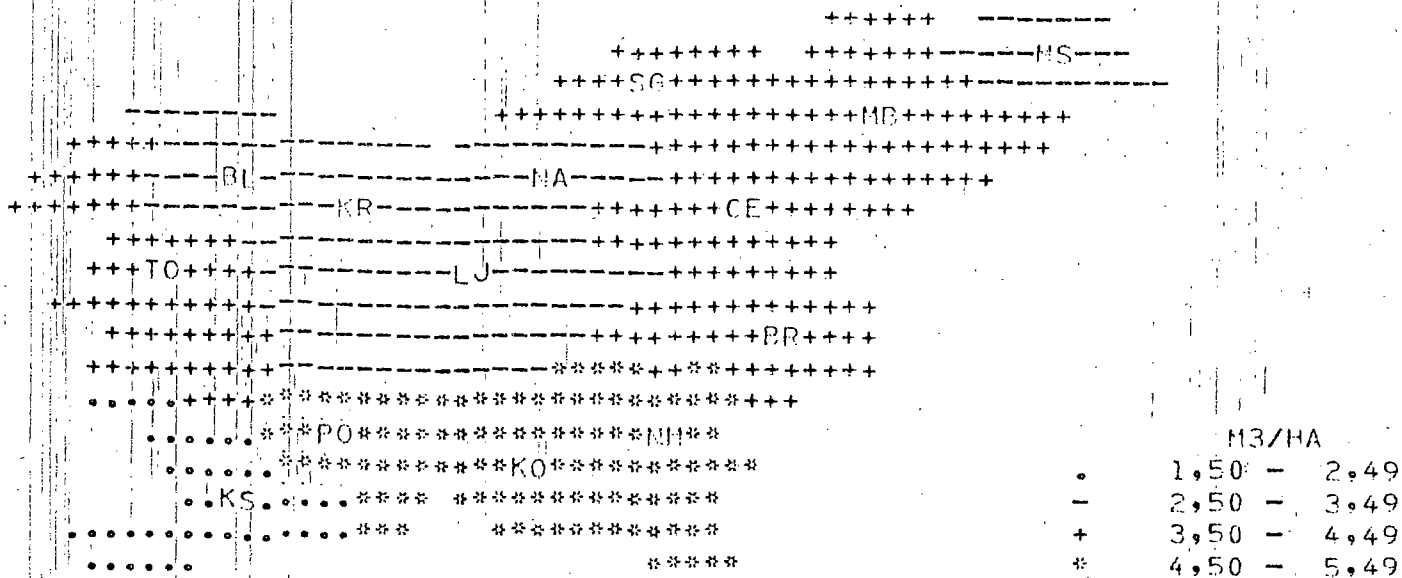 ++++++ -------
++++++++ +++++++-----MS---
++++SG++++++++++++++++----------
-------- +++++++++++++++++++MB+++++++++
+++++--------------- -----------+++++++++++++++++++++
++++++----BL--------------NA-----+++++++++++++++++
+++++++----------KR-----------+++++++CE++++++++
+++++++-------------------+++++++++++++
+++TO++++-----------LJ---------+++++++++
+++++++++++-------------------+++++++++++++
+++++++++-----------------+++++++++BR++++
++++++++++---------------*****++**++++++++
.....++++*************************+++
......***PO***************NM**
......************KO***********
..KS.....**** **************
...............*** ************
...... *****
M3/HA
. 1,50 - 2,49
- 2,50 - 3,49
+ 3,50 - 4,49
* 4,50 - 5,49